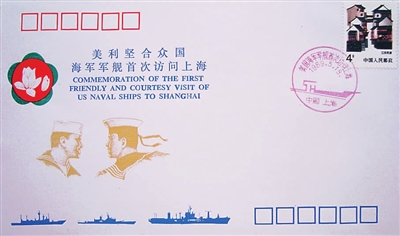 美利坚合众国
海军军舰首次访问上海
COMMEMORATION OF THE FIRST
FRIENDLY AND COURTESY VISIT OF
US NAVAL SHIPS TO SHANGHAI
中国人民邮政
中国 上海